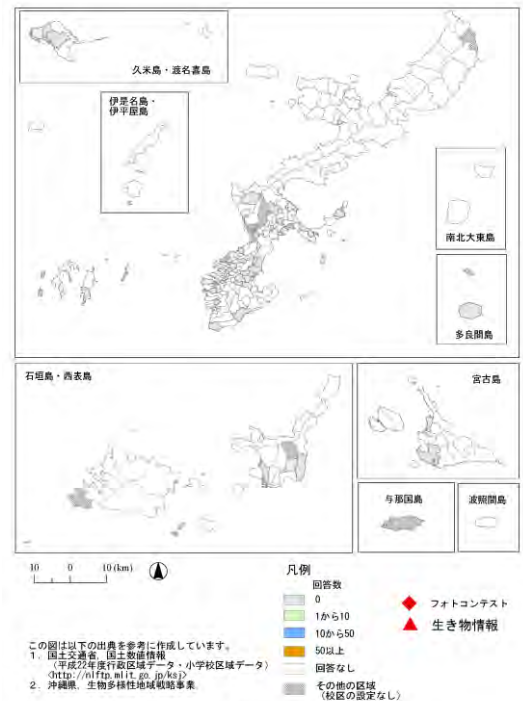 久米島・渡名喜島
伊是名島・
伊平屋島
南北大東島
多良間島
石垣島・西表島
宮古島
与那国島
波照間島
10 0 10 (km)
凡例
回答数
0
1から10
10から50
50以上
回答なし
その他の区域
(校区の設定なし)
フォトコンテスト
生き物情報
この図は以下の出典を参考に作成しています。
1. 国土交通省, 国土数値情報
(平成22年度行政区域データ・小学校区域データ)
<http://nlftp.mlit.go.jp/ksj>
2. 沖縄県, 生物多様性地域戦略事業